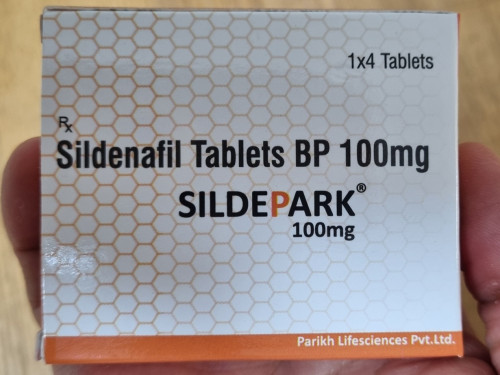 1x4 Tablets
Rx
Sildenafil Tablets BP 100mg
SILDEPARK®
100mg
Parikh Lifesciences Pvt.Ltd.